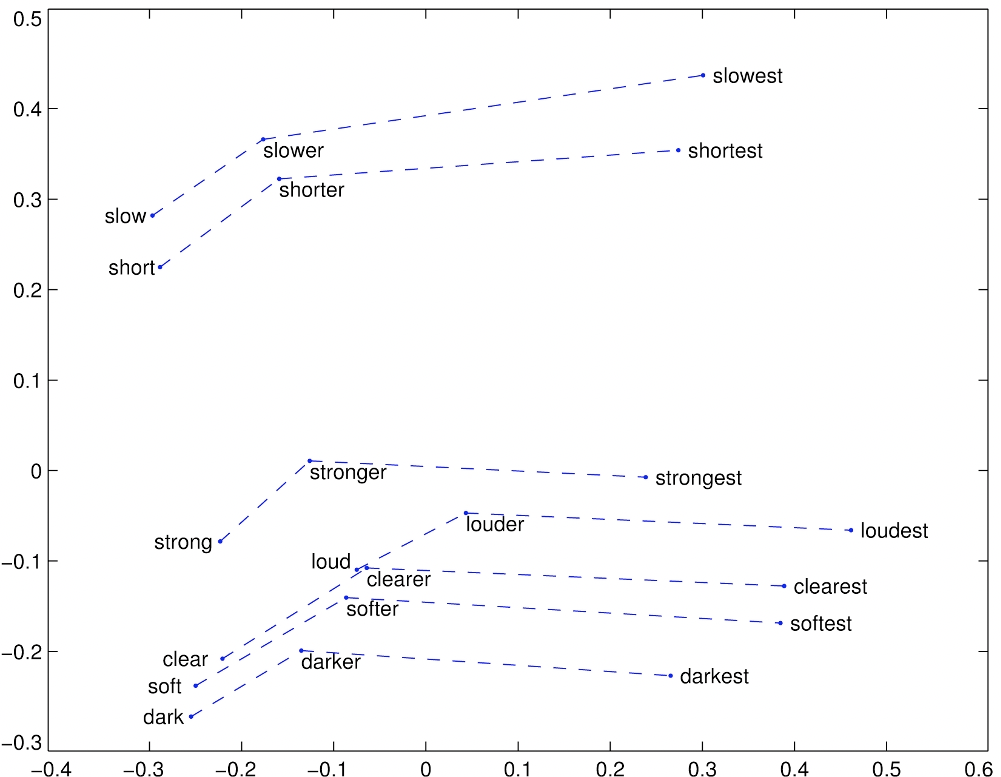 0.5
slowest
0.4
slower
shortest
0.3
shorter
slow
short
0.2
0.1
0
stronger
strongest
louder
loudest
strong
−0.1
loud
clearer
clearest
softer
softest
−0.2
clear
darker
darkest
soft
dark
−0.3
−0.4 −0.3 −0.2 −0.1 0 0.1 0.2 0.3 0.4 0.5 0.6